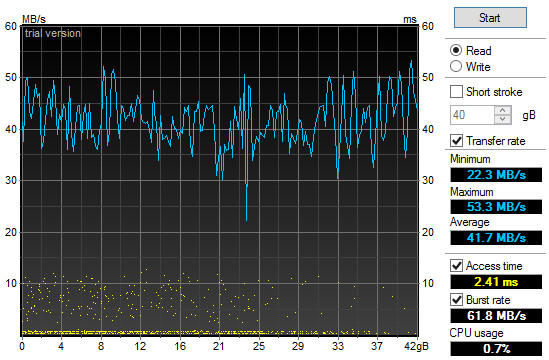 MB/s
ms
trial version
60
50
40
30
20
10
60
50
40
30
20
10
0
4
8
13
17
21
25
29
33
37
42gB
Start
Read
Write
Short stroke
40
gB
Transfer rate
Minimum
22.3 MB/s
Maximum
53.3 MB/s
Average
41.7 MB/s
Access time
2.41 ms
Burst rate
61.8 MB/s
CPU usage
0.7%